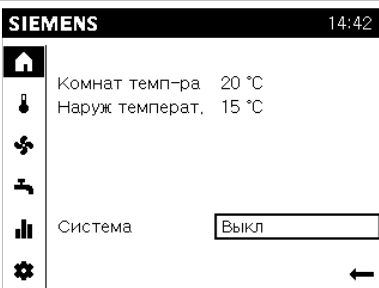 SIEMENS 14:42
Комнат темп-ра 20 °C
Наруж температ. 15 °C
Система Выкл